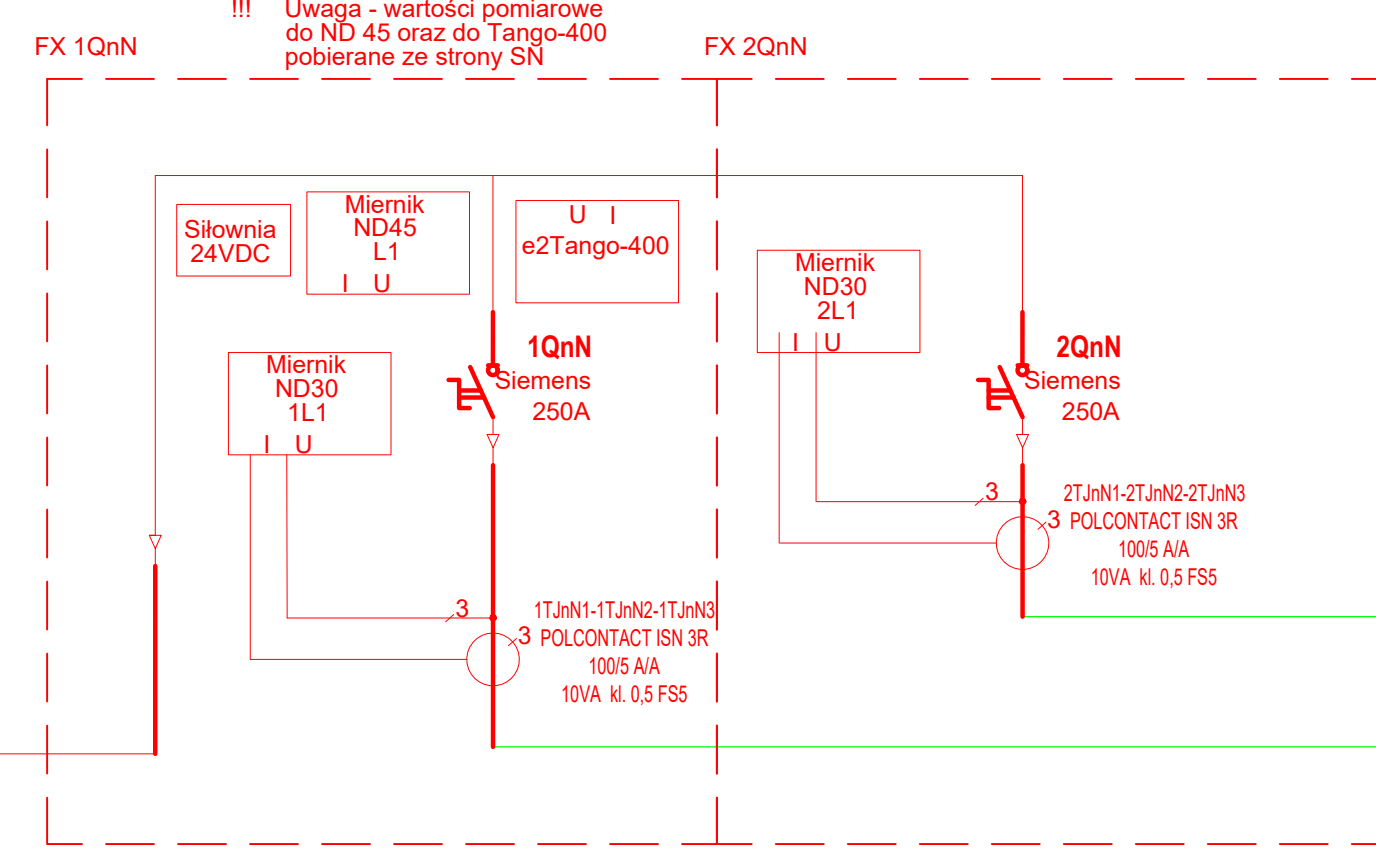 !!! Uwaga - wartości pomiarowe
do ND 45 oraz do Tango-400
pobierane ze strony SN
FX 1QnN
FX 2QnN
Siłownia
24VDC
Miernik
ND45
L1
I U
U I
e2Tango-400
Miernik
ND30
1L1
I U
1QnN
Siemens
250A
3
3
1TJnN1-1TJnN2-1TJnN3
POLCONTACT ISN 3R
100/5 A/A
10VA kl. 0,5 FS5
Miernik
ND30
2L1
I U
2QnN
Siemens
250A
3
3
2TJnN1-2TJnN2-2TJnN3
POLCONTACT ISN 3R
100/5 A/A
10VA kl. 0,5 FS5